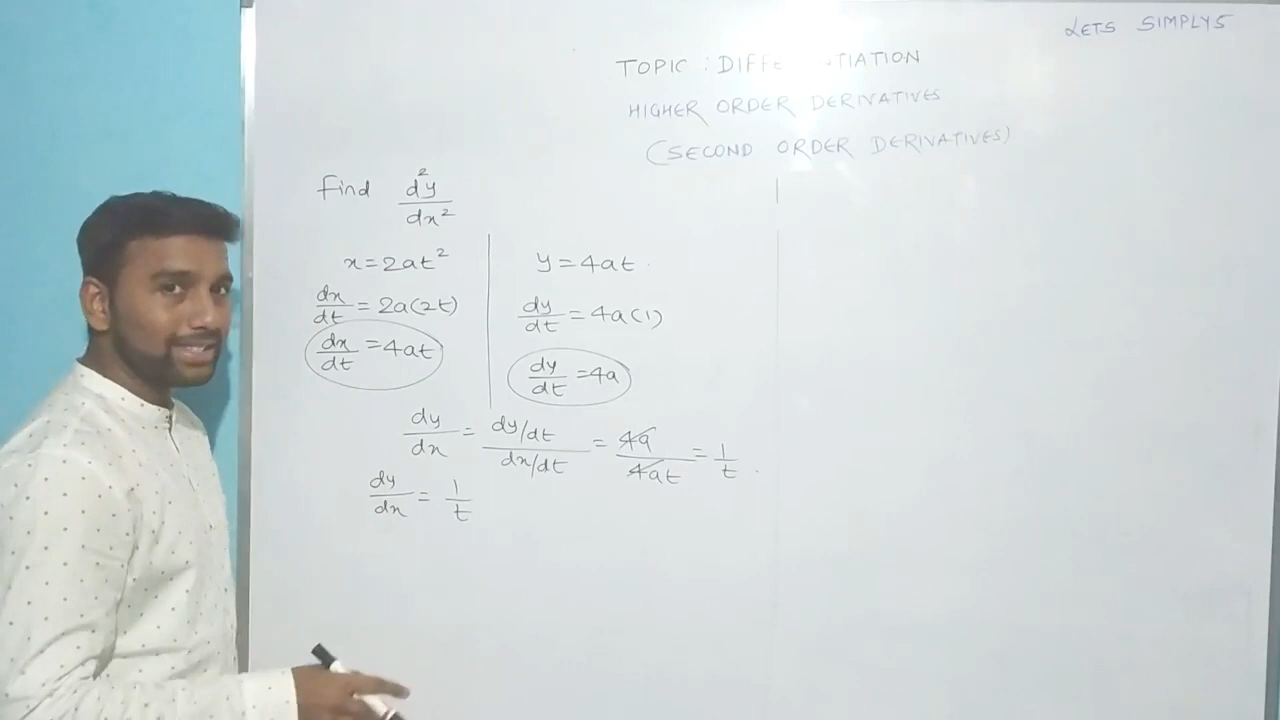 LETS SIMPLY5
TOPIC : DIFFE TIATION
HIGHER ORDER DERIVATIVES
(SECOND ORDER DERIVATIVES)
Find d²y/dx²
x=2at²
dx/dt = 2a(2t)
dx/dt = 4at
y=4at
dy/dt = 4a(1)
dy/dt = 4a
dy/dx = dy/dt / dx/dt = 4a/4at = 1/t
dy/dx = 1/t